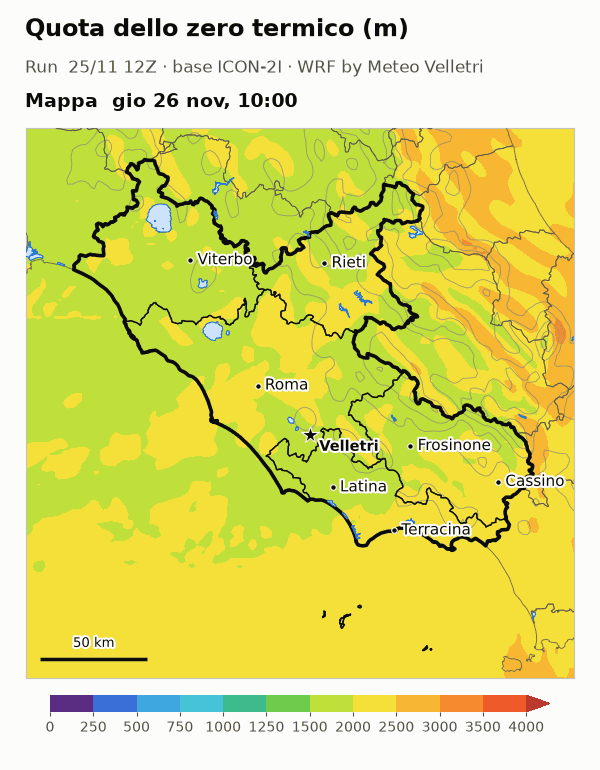 Quota dello zero termico (m)
Run  25/11 12Z · base ICON-2I · WRF by Meteo Velletri
Mappa  gio 26 nov, 10:00
Viterbo
Rieti
Roma
Velletri
Frosinone
Cassino
Latina
Terracina
50 km
0 250 500 750 1000 1250 1500 2000 2500 3000 3500 4000